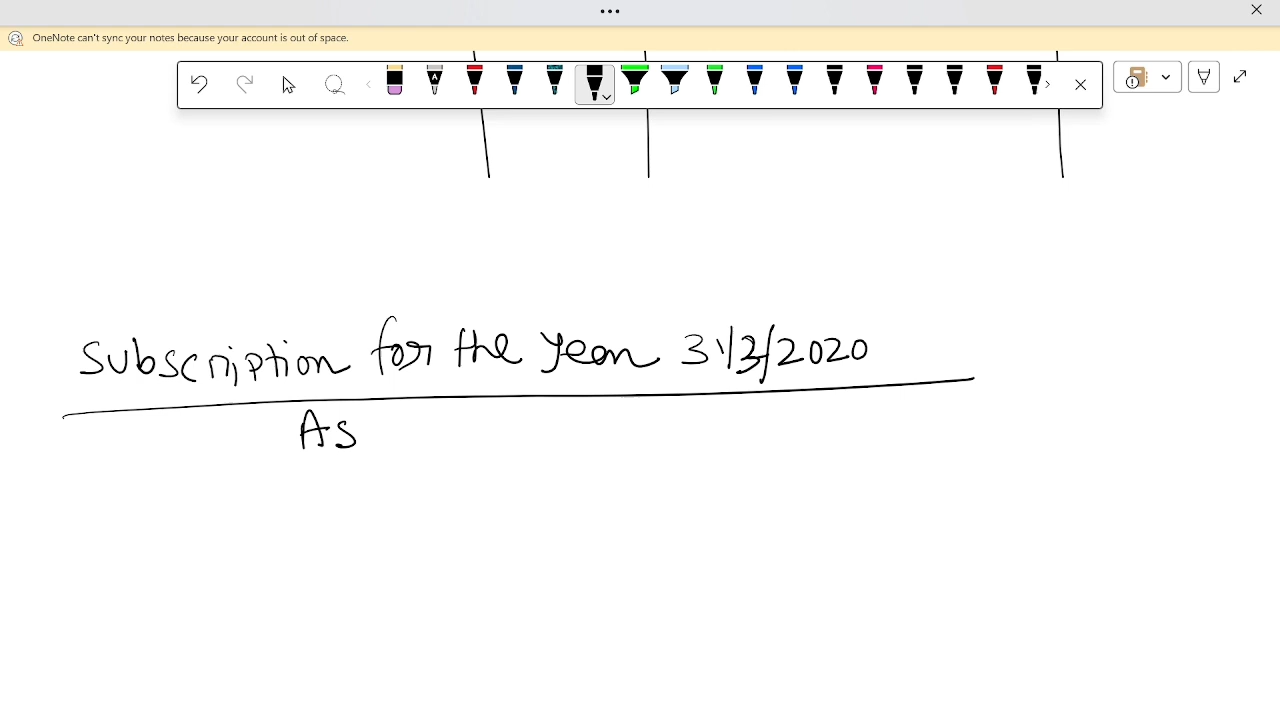 OneNote can't sync your notes because your account is out of space.
A
Subscription for the year 31/3/2020
As